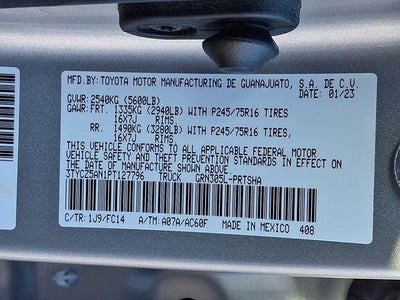 MFD.BY:TOYOTA MOTOR MANUFACTURING DE GUANAJUATO, S.A. DE C.V.
DATE: 01/23
GVWR: 2540KG (5600LB)
GAWR: FRT. 1335KG (2940LB) WITH P245/75R16 TIRES
16X7J RIMS,
RR. 1490KG (3280LB) WITH P245/75R16 TIRES,
16X7J RIMS.
THIS VEHICLE CONFORMS TO ALL APPLICABLE FEDERAL MOTOR
VEHICLE SAFETY AND BUMPER STANDARDS IN EFFECT ON
THE DATE OF MANUFACTURE SHOWN ABOVE.
3TYCZ5AN1PT127796 TRUCK GRN305L-PRTSHA
C/TR: 1J9/FC14 A/TM: A07A/AC60F MADE IN MEXICO 408